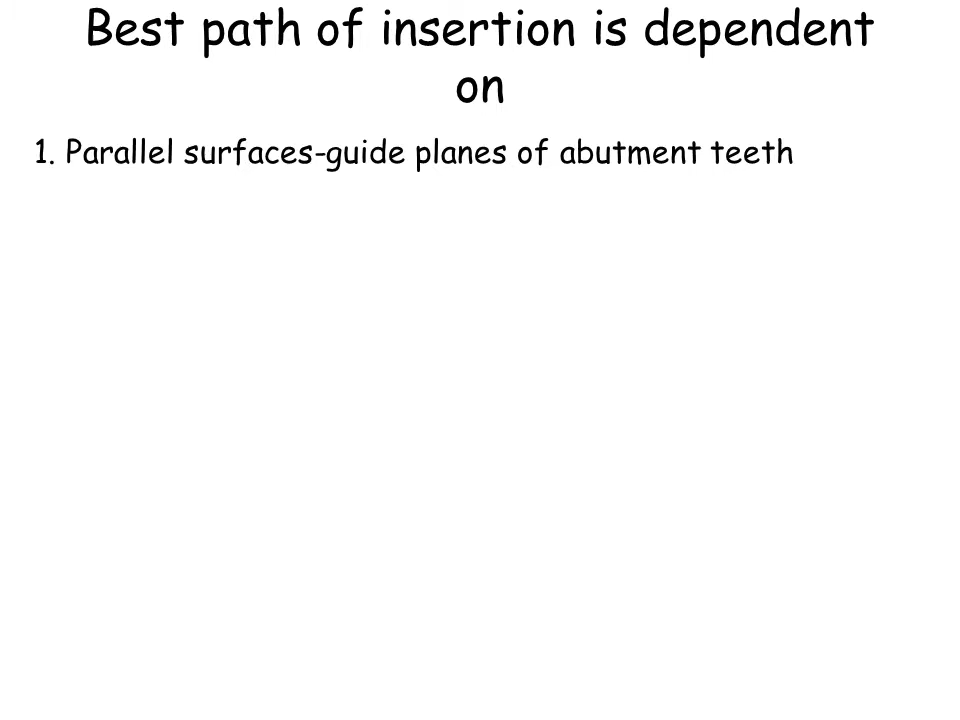 Best path of insertion is dependent
on
1. Parallel surfaces-guide planes of abutment teeth